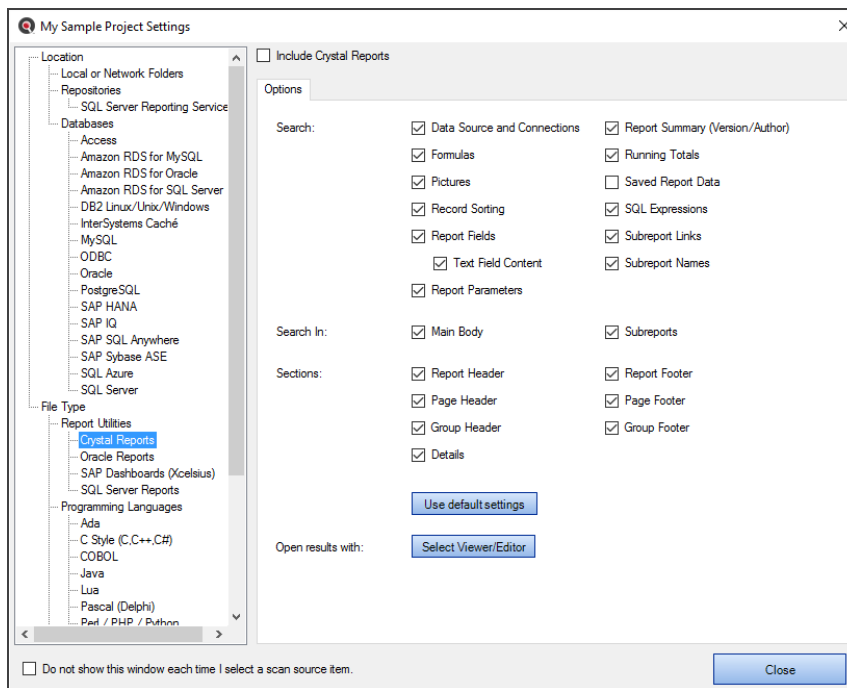 My Sample Project Settings
Location
Local or Network Folders
Repositories
SQL Server Reporting Service
Databases
Access
Amazon RDS for MySQL
Amazon RDS for Oracle
Amazon RDS for SQL Server
DB2 Linux/Unix/Windows
InterSystems Caché
MySQL
ODBC
Oracle
PostgreSQL
SAP HANA
SAP IQ
SAP SQL Anywhere
SAP Sybase ASE
SQL Azure
SQL Server
File Type
Report Utilities
Crystal Reports
Oracle Reports
SAP Dashboards (Xcelsius)
SQL Server Reports
Programming Languages
Ada
C Style (C,C++,C#)
COBOL
Java
Lua
Pascal (Delphi)
Perl / PHP / Python
Include Crystal Reports
Options
Search:
Data Source and Connections
Report Summary (Version/Author)
Formulas
Running Totals
Pictures
Saved Report Data
Record Sorting
SQL Expressions
Report Fields
Subreport Links
Text Field Content
Subreport Names
Report Parameters
Search In:
Main Body
Subreports
Sections:
Report Header
Report Footer
Page Header
Page Footer
Group Header
Group Footer
Details
Use default settings
Open results with:
Select Viewer/Editor
Do not show this window each time I select a scan source item.
Close